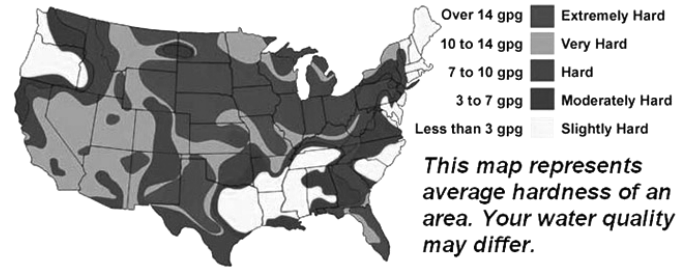 Over 14 gpg Extremely Hard
10 to 14 gpg Very Hard
7 to 10 gpg Hard
3 to 7 gpg Moderately Hard
Less than 3 gpg Slightly Hard
This map represents
average hardness of an
area. Your water quality
may differ.